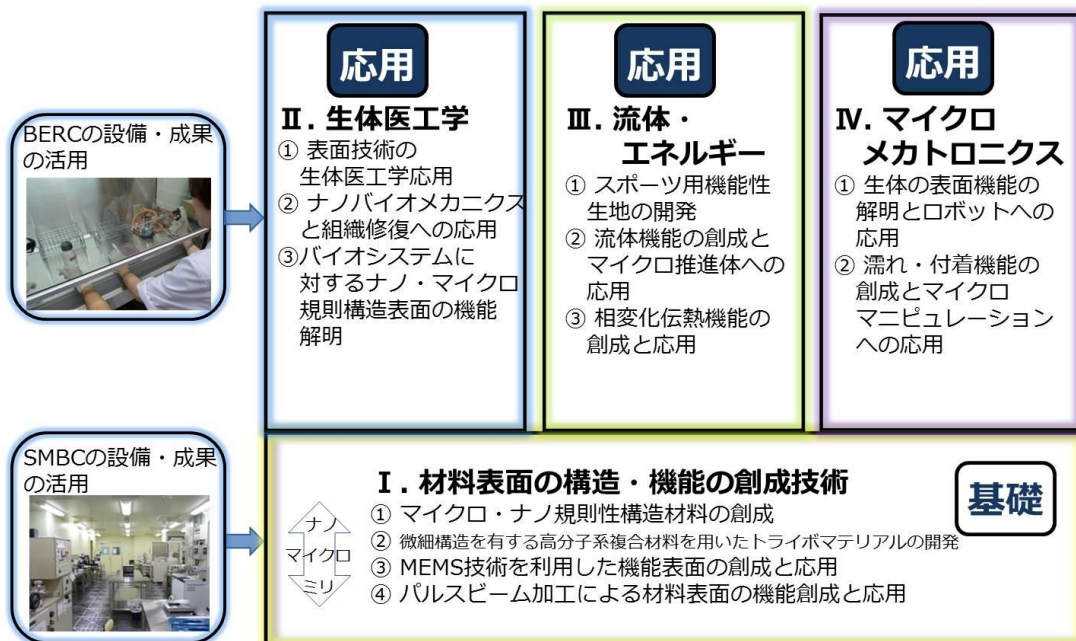 BERCの設備・成果
の活用
応用
Ⅱ. 生体医工学
① 表面技術の
生体医工学応用
② ナノバイオメカニクス
と組織修復への応用
③バイオシステムに
対するナノ・マイクロ
規則構造表面の機能
解明
応用
Ⅲ. 流体・
エネルギー
① スポーツ用機能性
生地の開発
② 流体機能の創成と
マイクロ推進体への
応用
③ 相変化伝熱機能の
創成と応用
応用
Ⅳ. マイクロ
メカトロニクス
① 生体の表面機能の
解明とロボットへの
応用
② 濡れ・付着機能の
創成とマイクロ
マニピュレーション
への応用
SMBCの設備・成果
の活用
Ⅰ. 材料表面の構造・機能の創成技術
基礎
ナノ
マイクロ
ミリ
① マイクロ・ナノ規則性構造材料の創成
② 微細構造を有する高分子系複合材料を用いたトライボマテリアルの開発
③ MEMS技術を利用した機能表面の創成と応用
④ パルスビーム加工による材料表面の機能創成と応用